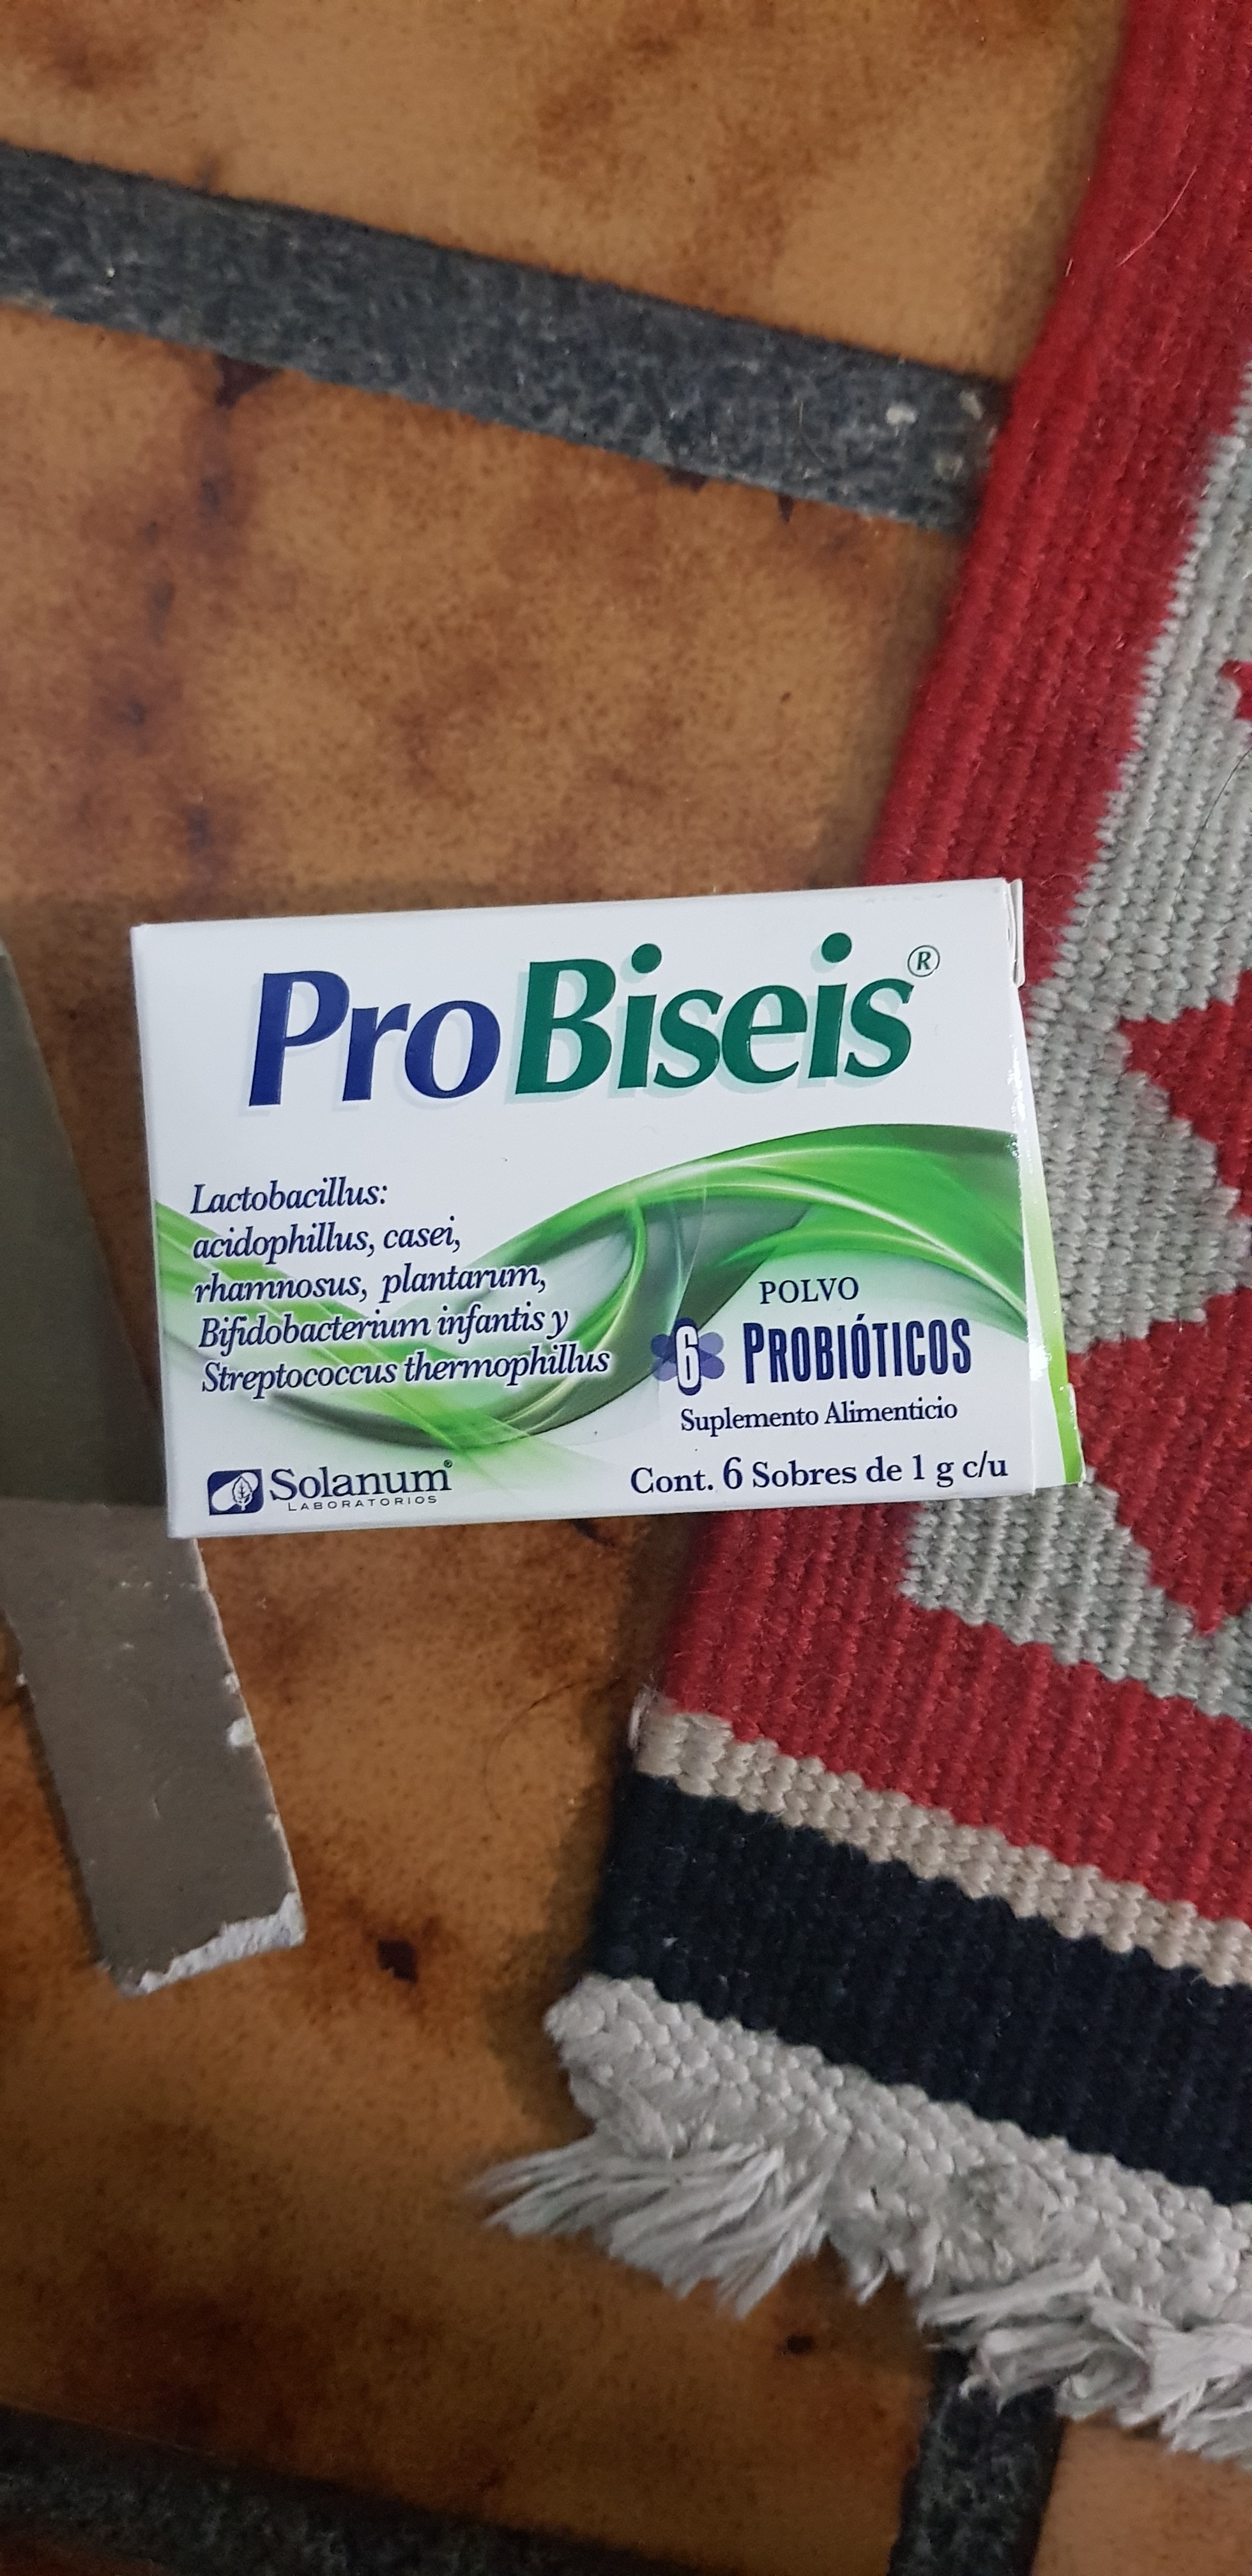 ProBiseis®
Lactobacillus:
acidophillus, casei,
rhamnosus, plantarum,
Bifidobacterium infantis y
Streptococcus thermophillus
POLVO
6 PROBIÓTICOS
Suplemento Alimenticio
Solanum®
LABORATORIOS
Cont. 6 Sobres de 1 g c/u